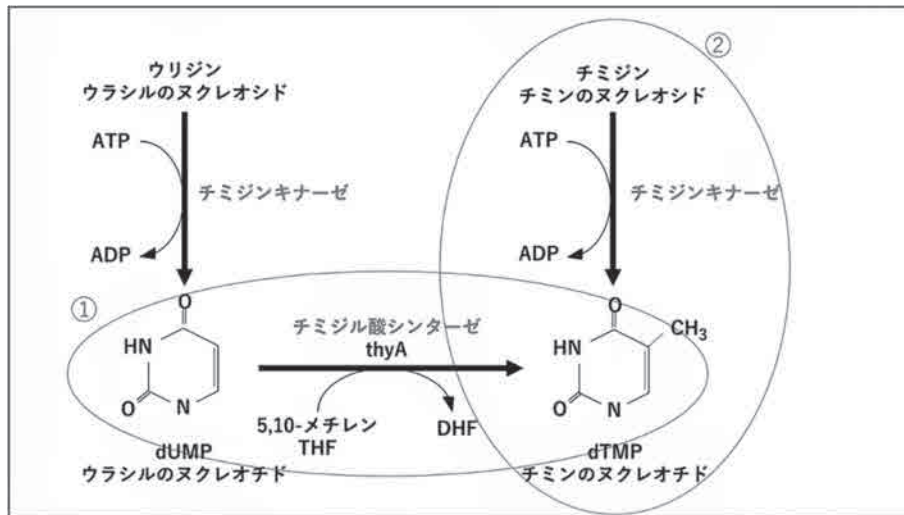 ②
ウリジン
ウラシルのヌクレオシド
チミジン
チミンのヌクレオシド
ATP
チミジンキナーゼ
ADP
ATP
チミジンキナーゼ
ADP
①
O
HN
O
N
チミジル酸シンターゼ
thyA
5,10-メチレン
THF
DHF
O
CH3
HN
O
N
dUMP
ウラシルのヌクレオチド
dTMP
チミンのヌクレオチド